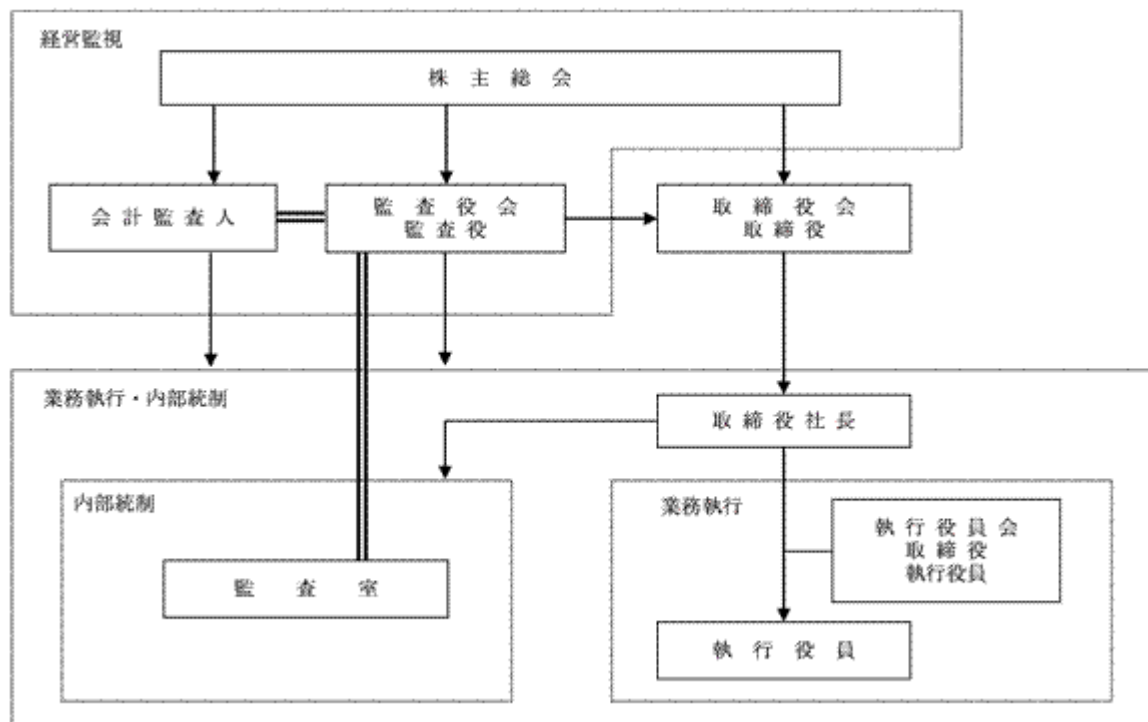 経営監視
株主総会
会計監査人
監査役会
監査役
取締役会
取締役
業務執行・内部統制
取締役社長
内部統制
業務執行
執行役員会
取締役
執行役員
監査室
執行役員